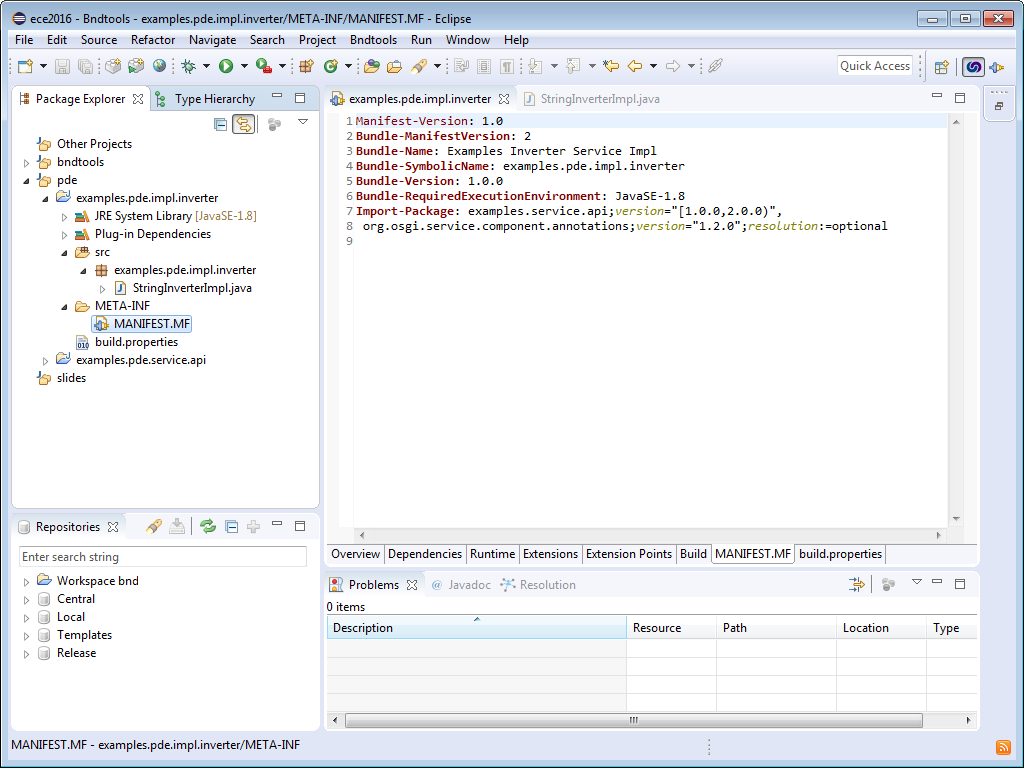 ece2016 - Bndtools - examples.pde.impl.inverter/META-INF/MANIFEST.MF - Eclipse
File Edit Source Refactor Navigate Search Project Bndtools Run Window Help
Quick Access
Package Explorer Type Hierarchy
Other Projects
bndtools
pde
examples.pde.impl.inverter
JRE System Library [JavaSE-1.8]
Plug-in Dependencies
src
examples.pde.impl.inverter
StringInverterImpl.java
META-INF
MANIFEST.MF
build.properties
examples.pde.service.api
slides
examples.pde.impl.inverter StringInverterImpl.java
1 Manifest-Version: 1.0
2 Bundle-ManifestVersion: 2
3 Bundle-Name: Examples Inverter Service Impl
4 Bundle-SymbolicName: examples.pde.impl.inverter
5 Bundle-Version: 1.0.0
6 Bundle-RequiredExecutionEnvironment: JavaSE-1.8
7 Import-Package: examples.service.api;version="[1.0.0,2.0.0)",
8 org.osgi.service.component.annotations;version="1.2.0";resolution:=optional
9
Overview Dependencies Runtime Extensions Extension Points Build MANIFEST.MF build.properties
Repositories
Enter search string
Workspace bnd
Central
Local
Templates
Release
Problems @ Javadoc Resolution
0 items
Description Resource Path Location Type
MANIFEST.MF - examples.pde.impl.inverter/META-INF